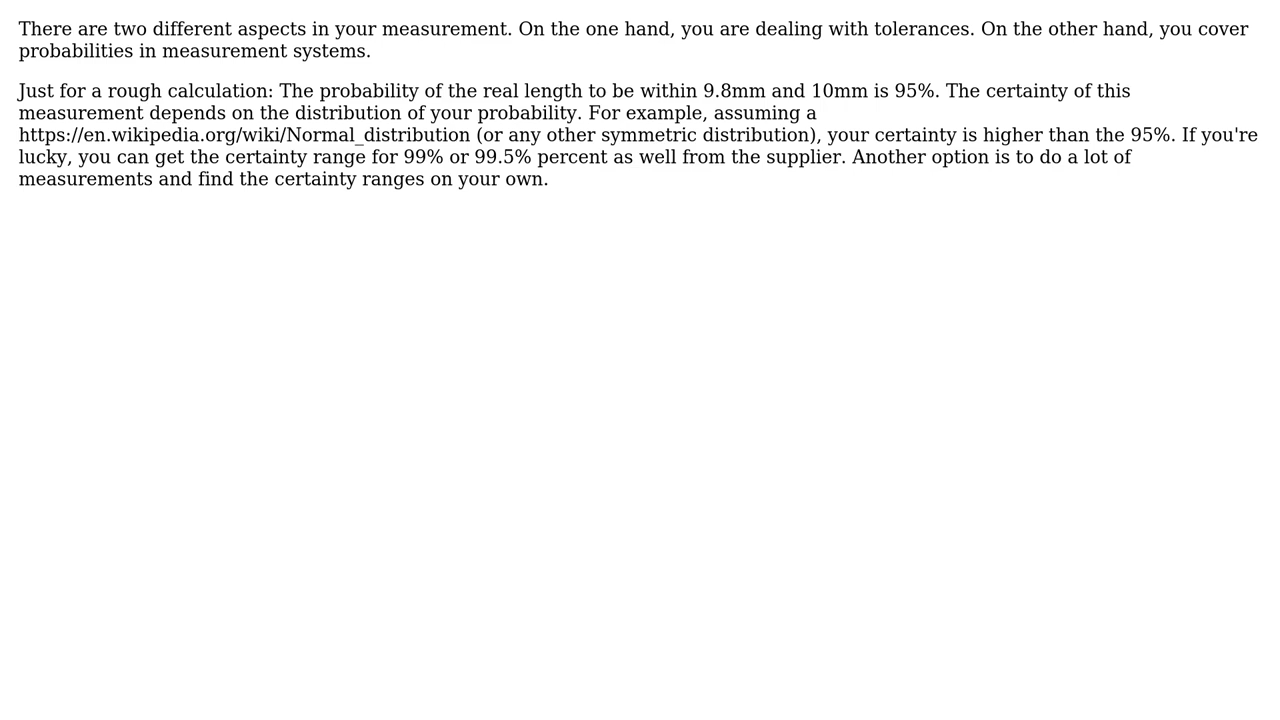 There are two different aspects in your measurement. On the one hand, you are dealing with tolerances. On the other hand, you cover
probabilities in measurement systems.
Just for a rough calculation: The probability of the real length to be within 9.8mm and 10mm is 95%. The certainty of this
measurement depends on the distribution of your probability. For example, assuming a
https://en.wikipedia.org/wiki/Normal_distribution (or any other symmetric distribution), your certainty is higher than the 95%. If you're
lucky, you can get the certainty range for 99% or 99.5% percent as well from the supplier. Another option is to do a lot of
measurements and find the certainty ranges on your own.